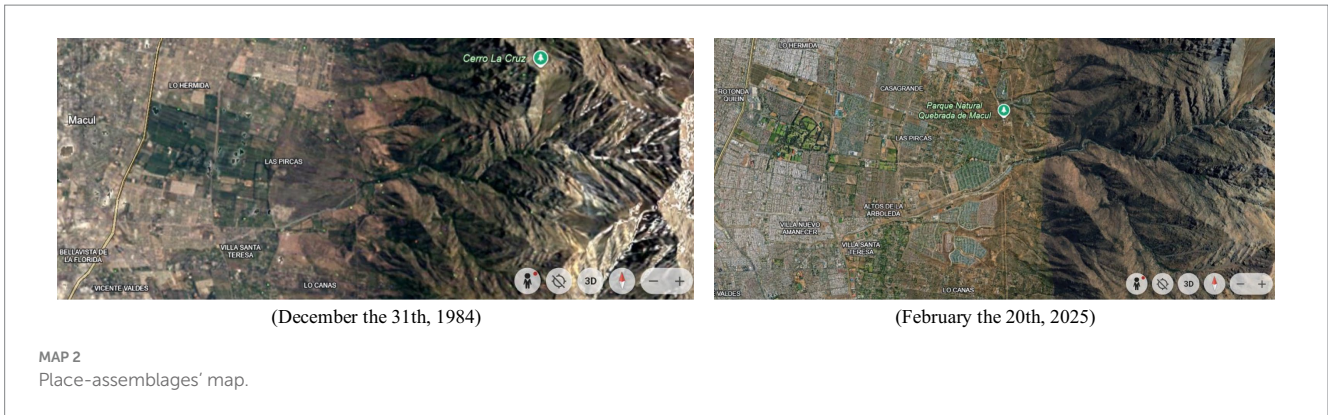 Cerro La Cruz
LO HERMIDA
Macul
LAS PIRCAS
VILLA SANTA
TERESA
BELLAVISTA DE
LA FLORIDA
VICENTE VALDES
LO CANAS
3D
LO HERMIDA
ROTONDA
QUILIN
CASAGRANDE
Parque Natural
Quebrada de Macul
LAS PIRCAS
ALTOS DE LA
ARBOLEDA
VILLA NUEVO
AMANECER
VILLA SANTA
TERESA
VALDES
LO CANAS
3D
(December the 31th, 1984)
(February the 20th, 2025)
MAP 2
Place-assemblages’ map.